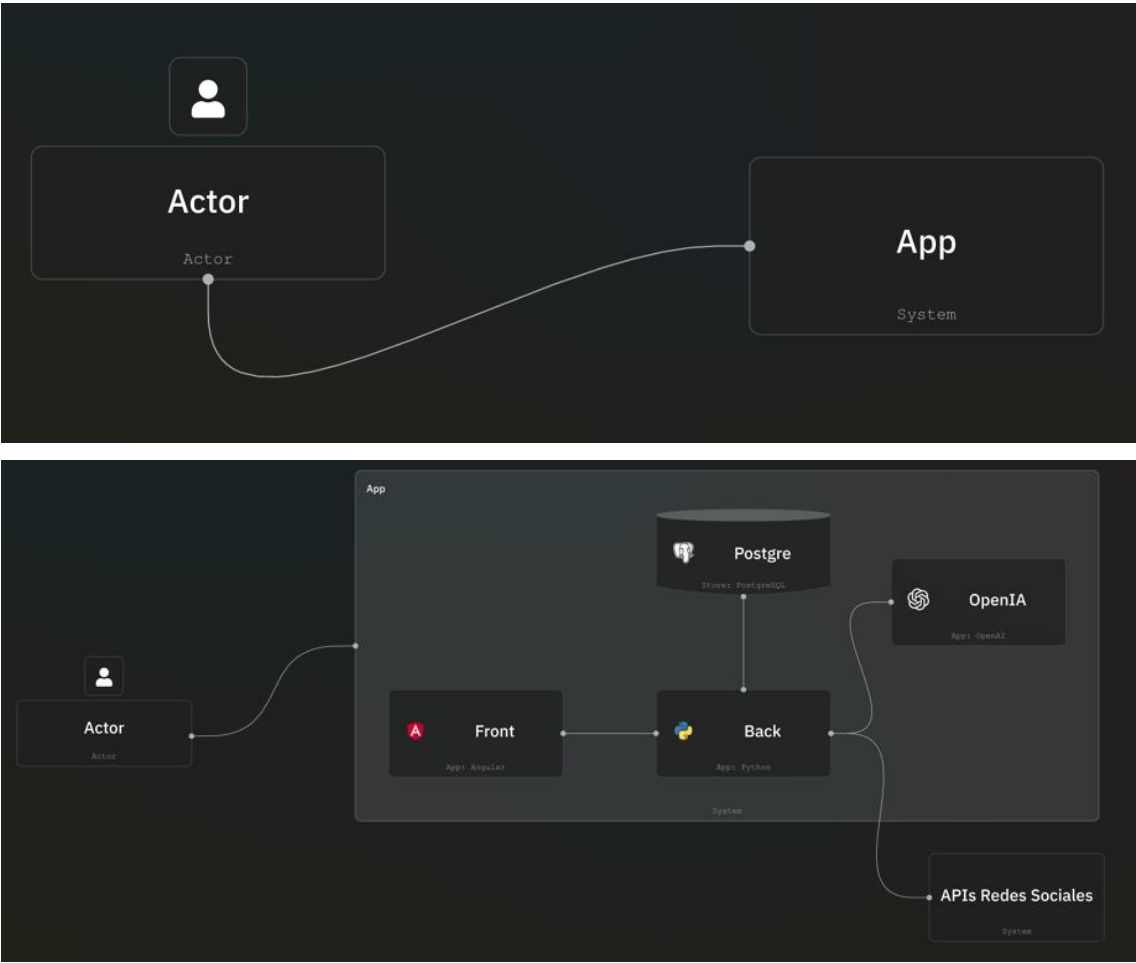 Actor
Actor
App
System
App
Postgre
Store: PostgreSQL
OpenIA
App: OpenAI
Actor
Actor
Front
App: Angular
Back
App: Python
System
APIs Redes Sociales
System